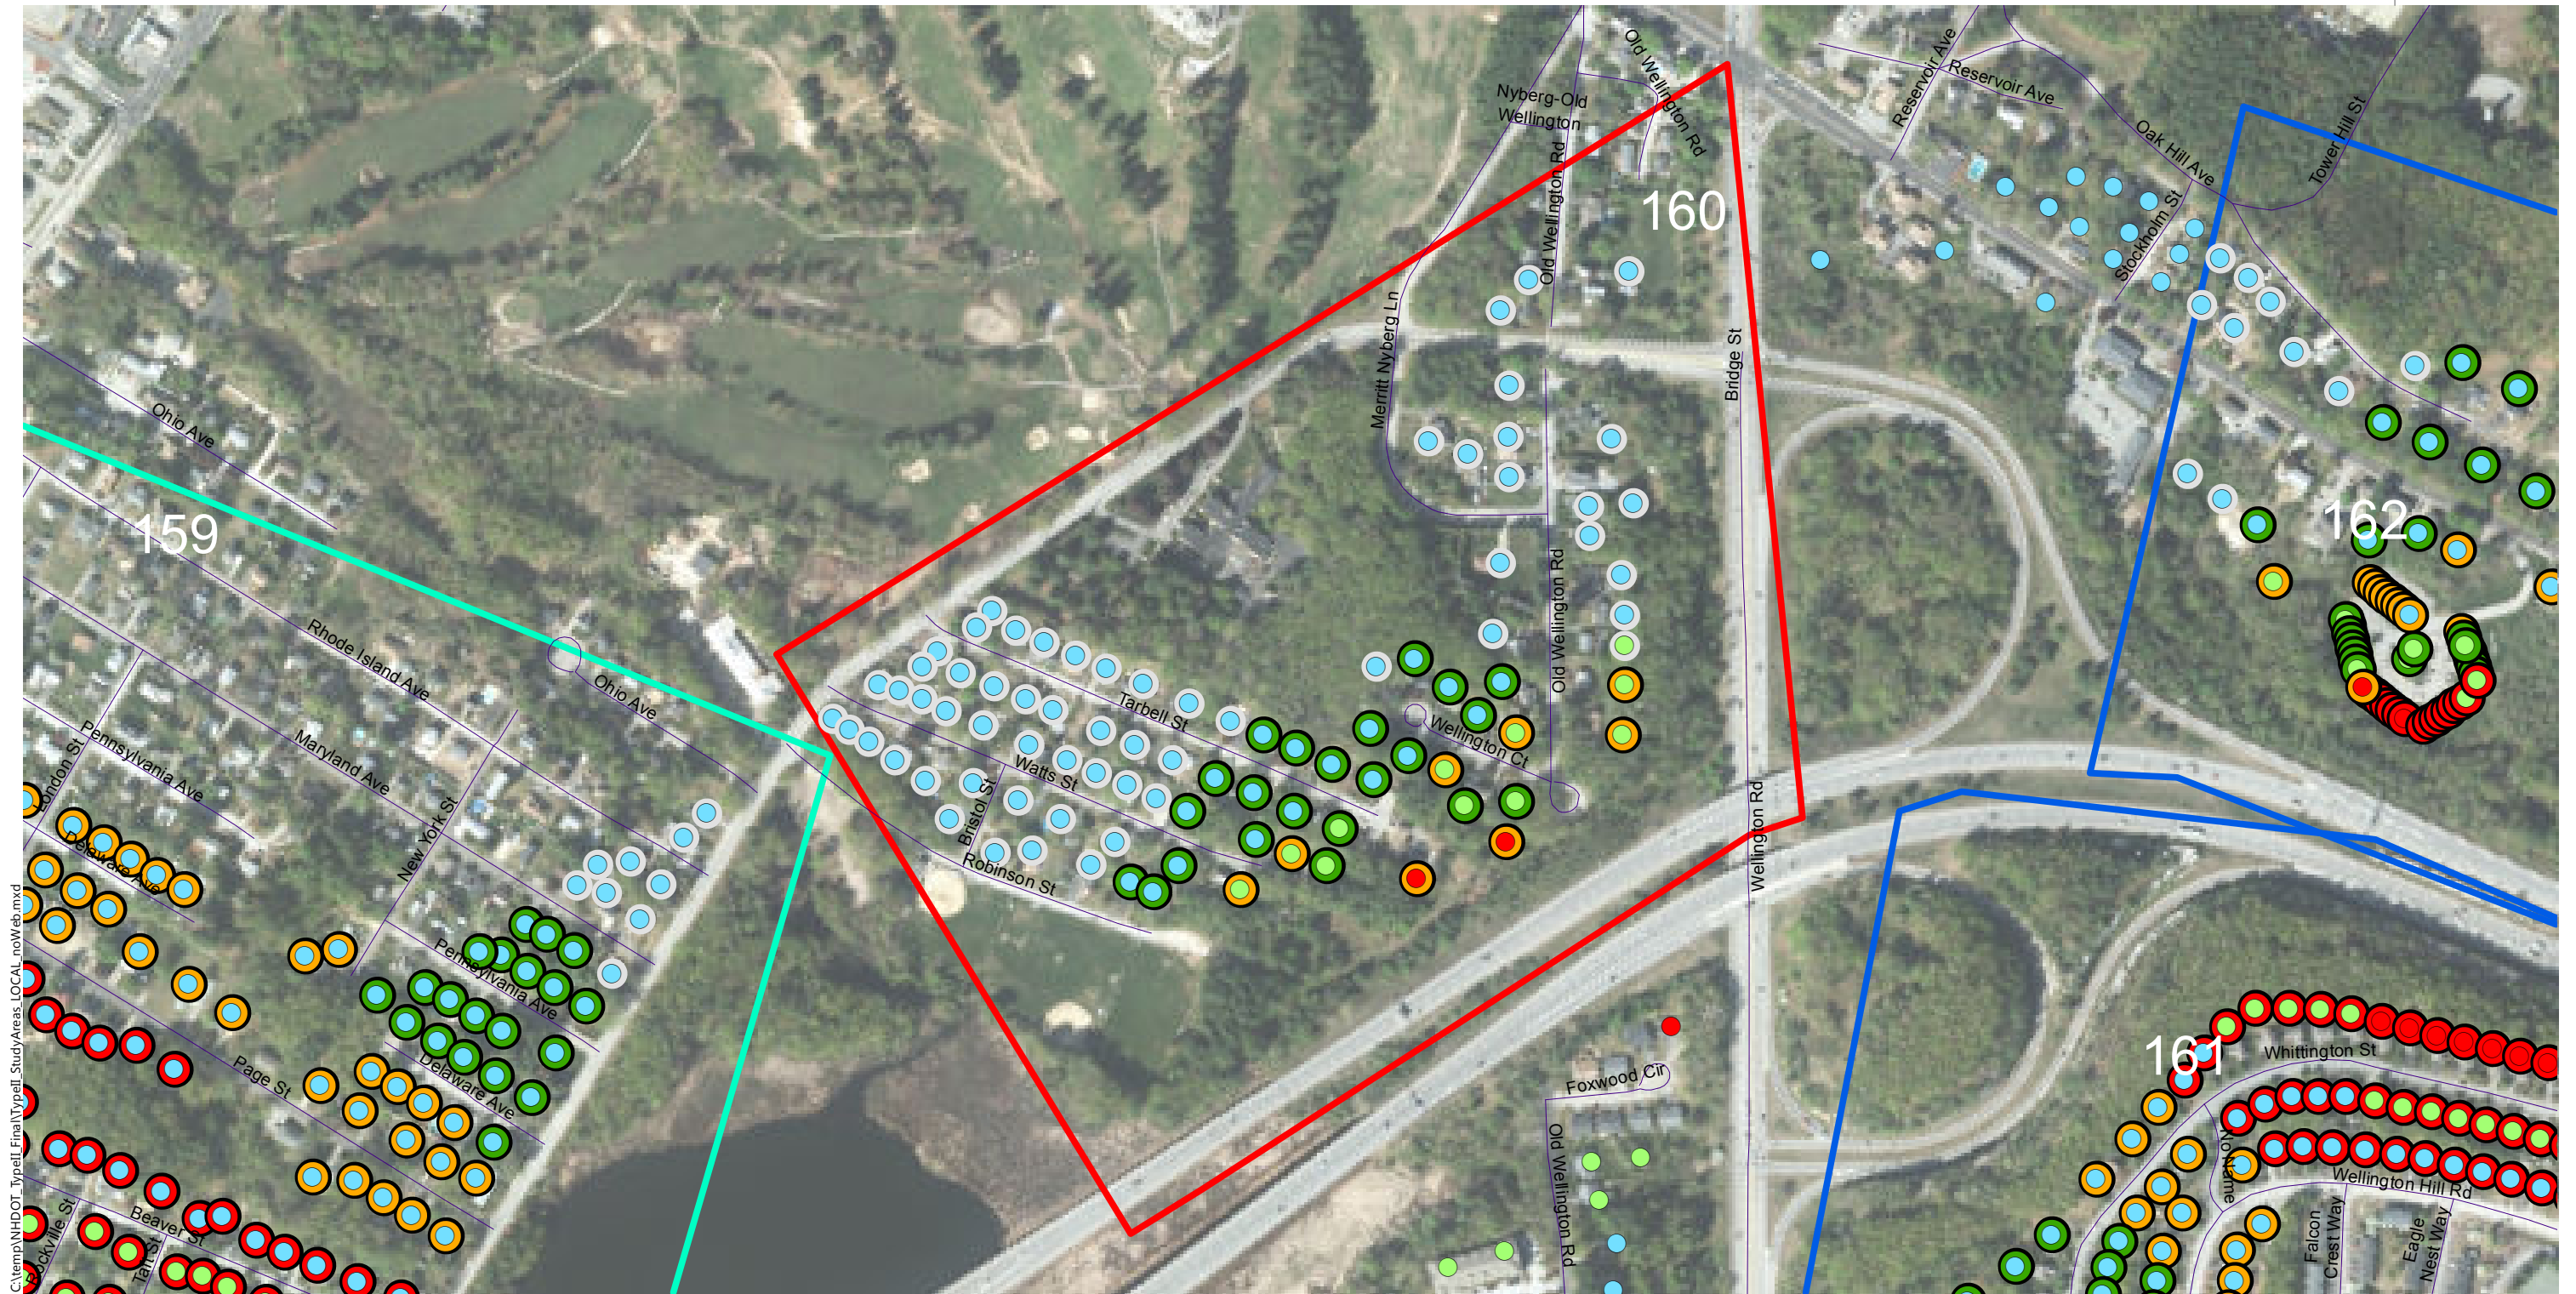 Old Wellington Rd
Reservoir Ave
Reservoir Ave
Nyberg-Old
Wellington
Oak Hill Ave
Tower Hill St
Old Wellington Rd
160
Stockholm St
Merritt Nyberg Ln
Bridge St
Ohio Ave
159
162
Old Wellington Rd
Rhode Island Ave
Ohio Ave
Tarbell St
Wellington Ct
Pennsylvania Ave
Maryland Ave
London St
Watts St
Bristol St
Wellington Rd
Delaware Ave
New York St
Robinson St
Pennsylvania Ave
Page St
Delaware Ave
Foxwood Cir
161
Whittington St
Old Wellington Rd
No Name
Wellington Hill Rd
Beaver St
Rockville St
Tarit St
Falcon
Crest Way
Eagle
Nest Way
C:\temp\NHDOT_TypeII_Final\TypeII_StudyAreas_LOCAL_noWeb.mxd